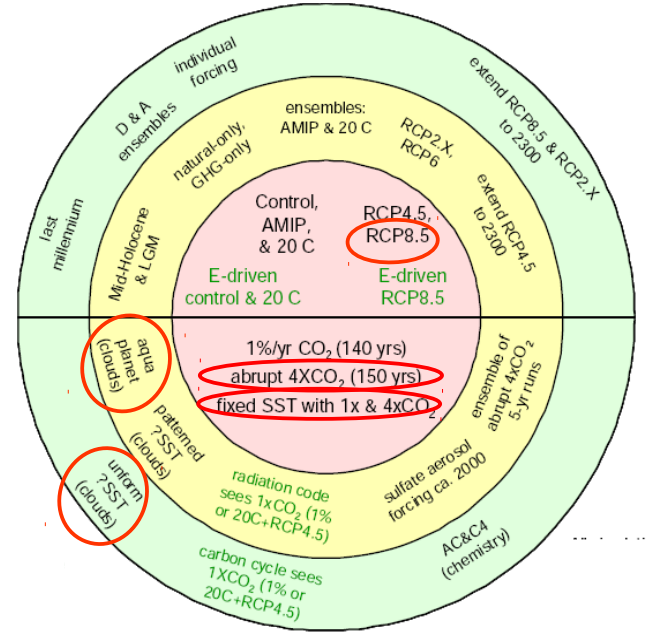 individual
forcing
D & A
ensembles
last
millennium
extend RCP8.5 & RCP2.X
to 2300
ensembles:
AMIP & 20 C
natural-only,
GHG-only
Mid-Holocene
& LGM
RCP2.X,
RCP6
extend RCP4.5
to 2300
Control,
AMIP,
& 20 C
RCP4.5,
RCP8.5
E-driven
control & 20 C
E-driven
RCP8.5
1%/yr CO₂ (140 yrs)
abrupt 4XCO₂ (150 yrs)
fixed SST with 1x & 4xCO₂
aqua
planet
(clouds)
patterned
?SST
(clouds)
uniform
?SST
(clouds)
radiation code
sees 1xCO₂ (1%
or 20C+RCP4.5)
carbon cycle sees
1XCO₂ (1% or
20C+RCP4.5)
ensemble of
abrupt 4xCO₂
5-yr runs
sulfate aerosol
forcing ca. 2000
AC&C4
(chemistry)